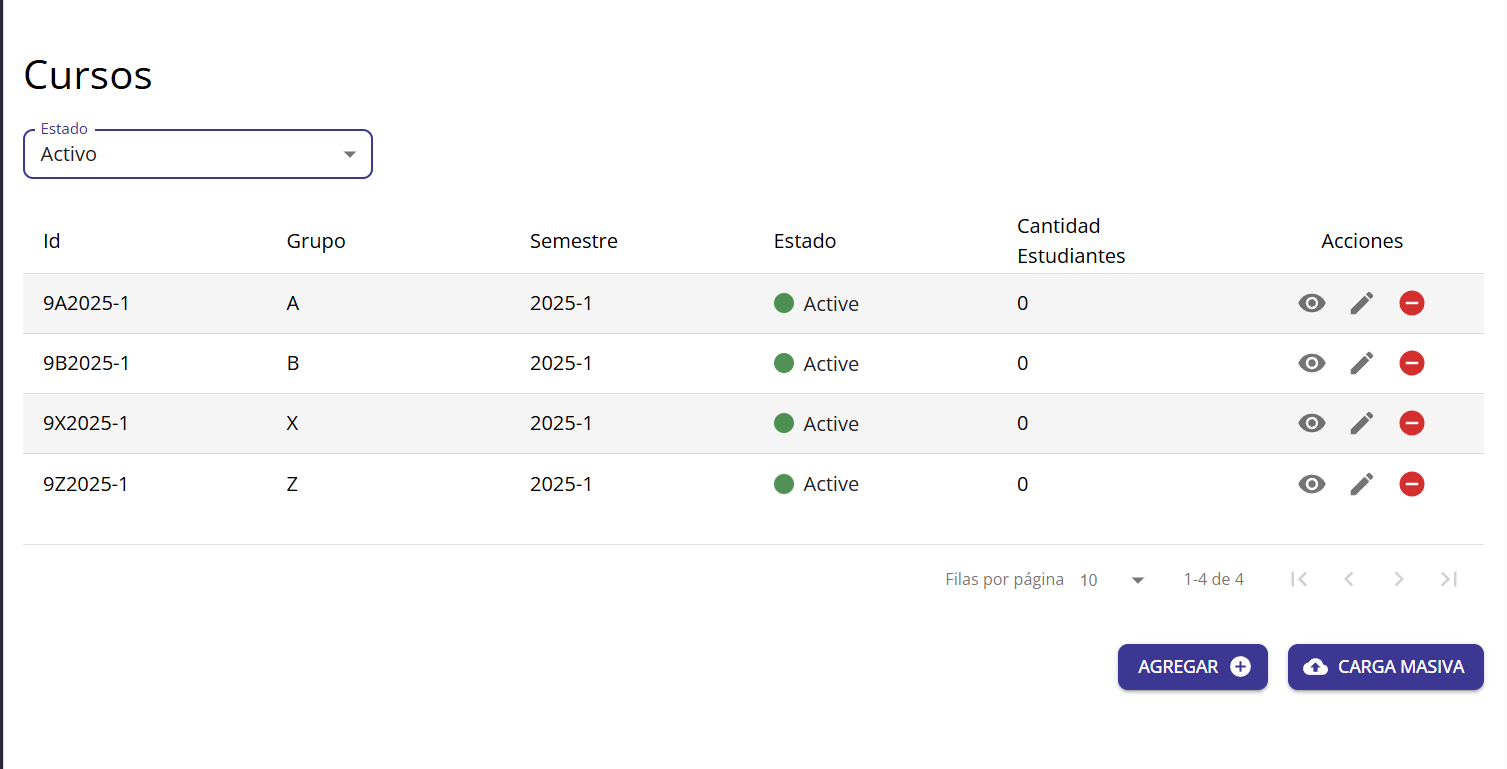 Cursos
Estado
Activo
Id Grupo Semestre Estado Cantidad Estudiantes Acciones
9A2025-1 A 2025-1 Active 0
9B2025-1 B 2025-1 Active 0
9X2025-1 X 2025-1 Active 0
9Z2025-1 Z 2025-1 Active 0
Filas por página 10 1-4 de 4
AGREGAR CARGA MASIVA